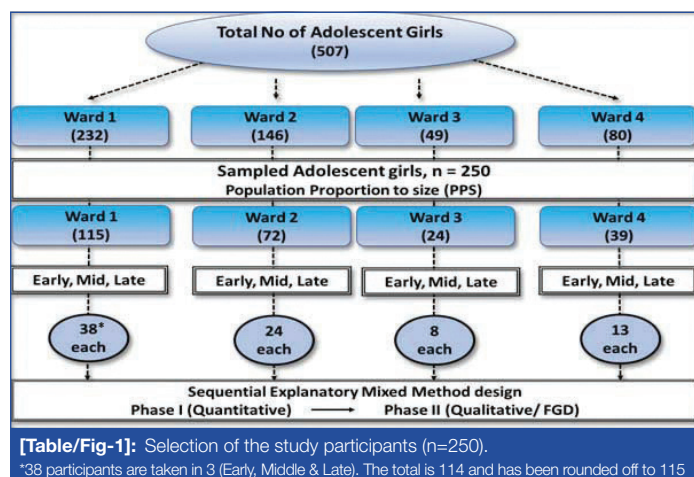 Total No of Adolescent Girls
(507)
Ward 1
(232)
Ward 2
(146)
Ward 3
(49)
Ward 4
(80)
Sampled Adolescent girls, n = 250
Population Proportion to size (PPS)
Ward 1
(115)
Ward 2
(72)
Ward 3
(24)
Ward 4
(39)
Early, Mid, Late
Early, Mid, Late
Early, Mid, Late
Early, Mid, Late
38*
each
24
each
8
each
13
each
Sequential Explanatory Mixed Method design
Phase I (Quantitative) Phase II (Qualitative/ FGD)
[Table/Fig-1]: Selection of the study participants (n=250).
*38 participants are taken in 3 (Early, Middle & Late). The total is 114 and has been rounded off to 115